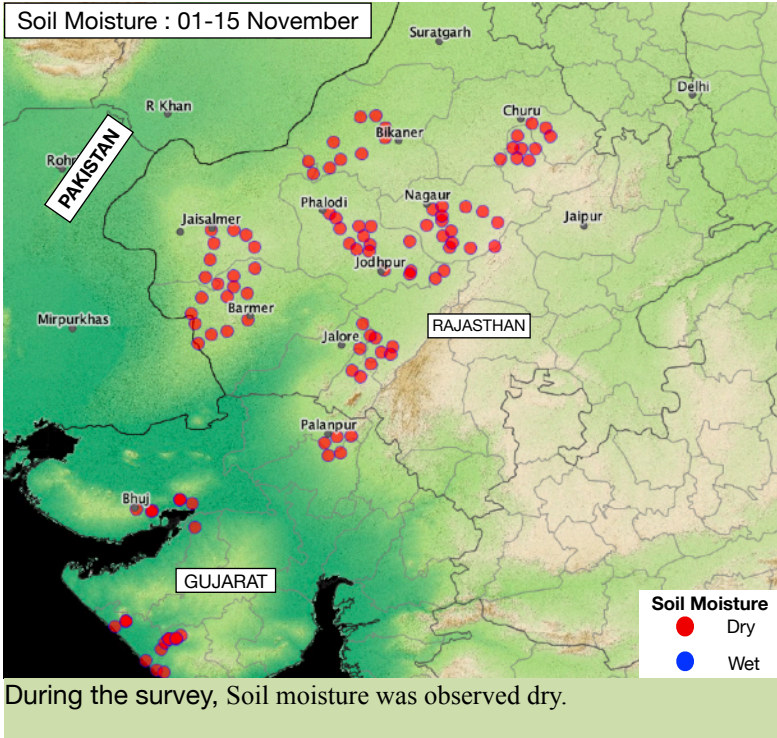 Soil Moisture : 01-15 November
Suratgarh
Delhi
R Khan
Churu
Bikaner
PAKISTAN
Phalodi
Nagaur
Jaisalmer
Jaipur
Jodhpur
Mirpurkhas
Barmer
RAJASTHAN
Jalore
Palanpur
Bhuj
GUJARAT
Soil Moisture
Dry
Wet
During the survey, Soil moisture was observed dry.